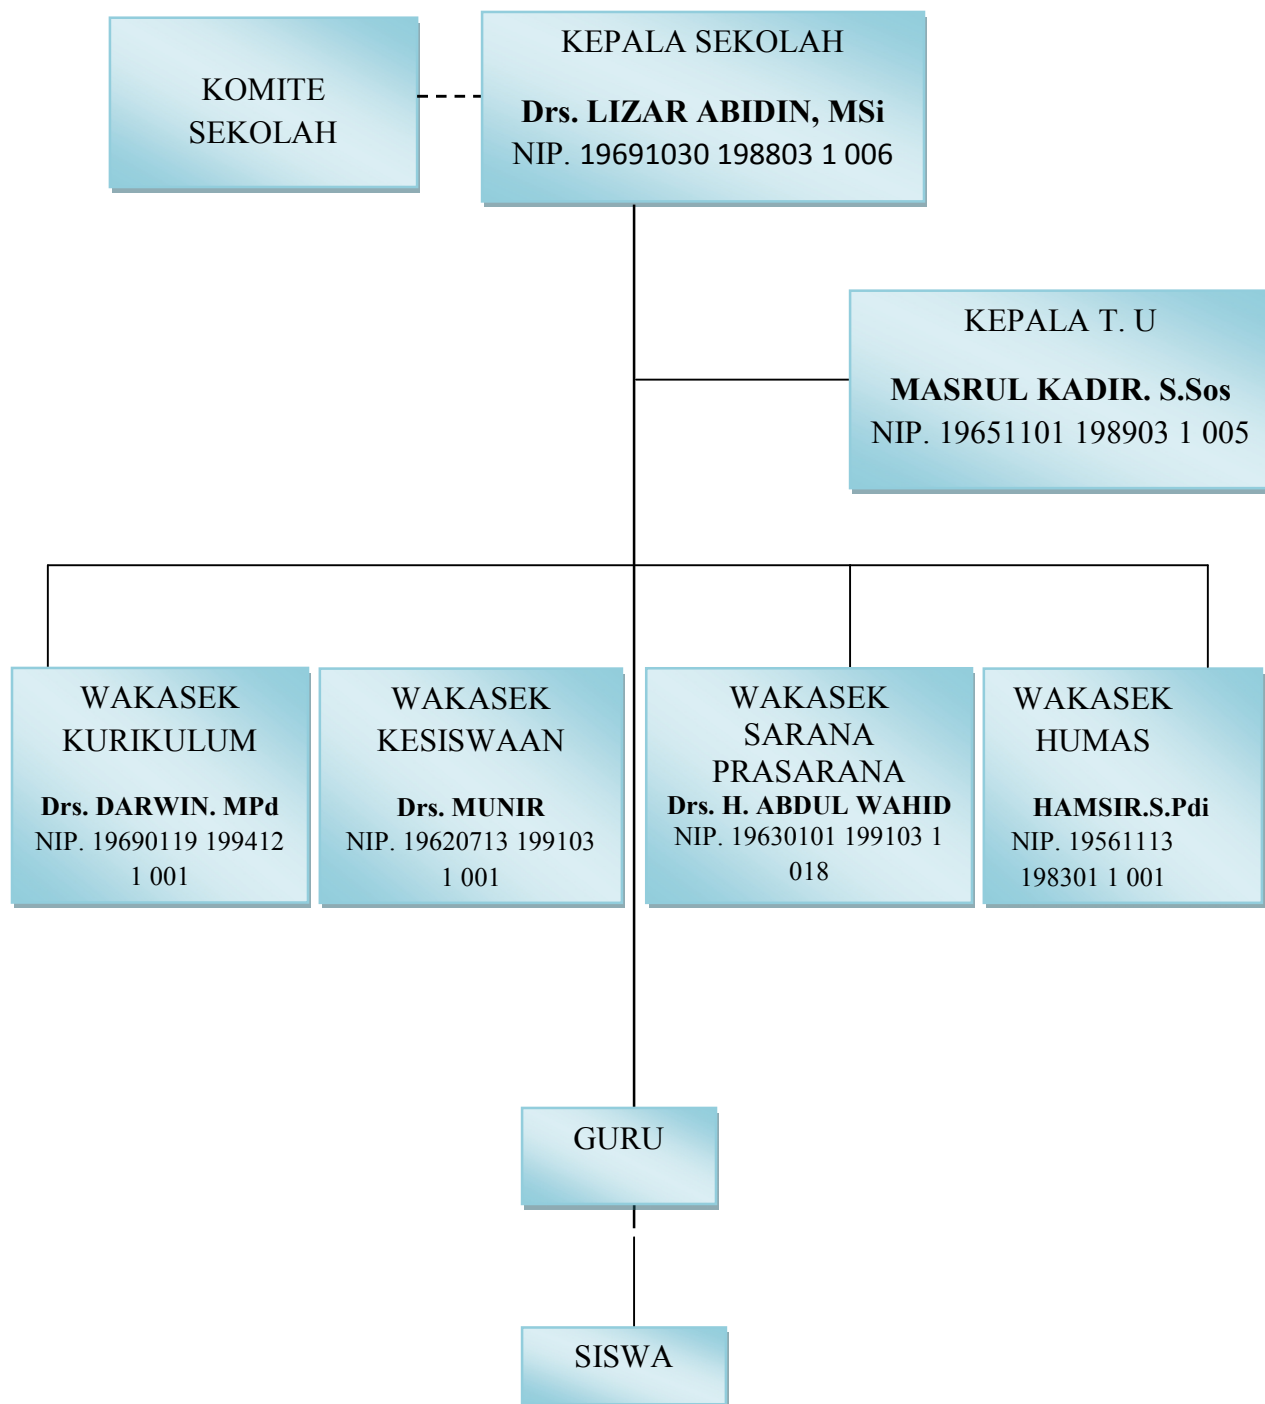 KOMITE
SEKOLAH
KEPALA SEKOLAH
Drs. LIZAR ABIDIN, MSi
NIP. 19691030 198803 1 006
KEPALA T. U
MASRUL KADIR. S.Sos
NIP. 19651101 198903 1 005
WAKASEK
KURIKULUM
Drs. DARWIN. MPd
NIP. 19690119 199412
1 001
WAKASEK
KESISWAAN
Drs. MUNIR
NIP. 19620713 199103
1 001
WAKASEK
SARANA
PRASARANA
Drs. H. ABDUL WAHID
NIP. 19630101 199103 1
018
WAKASEK
HUMAS
HAMSIR.S.Pdi
NIP. 19561113
198301 1 001
GURU
SISWA